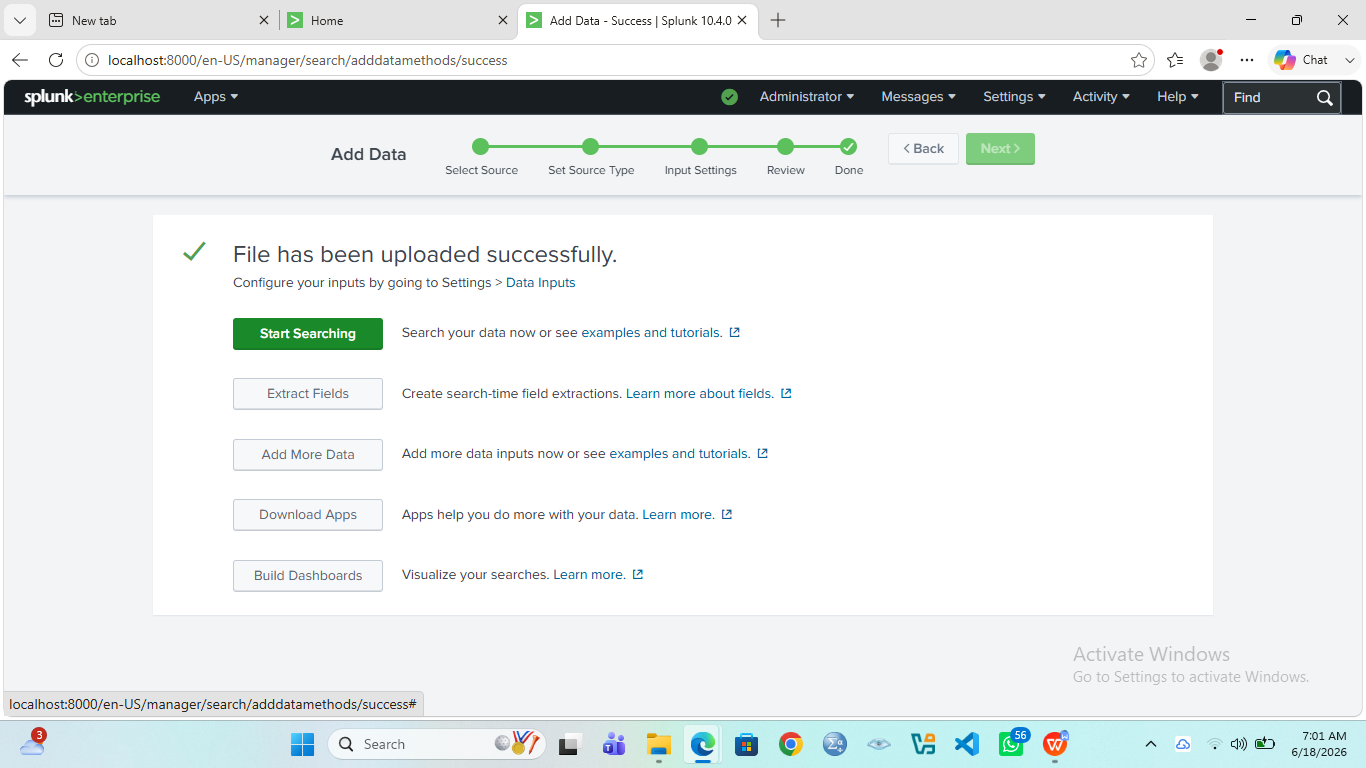 New tab
Home
Add Data - Success | Splunk 10.4.0
localhost:8000/en-US/manager/search/adddatamethods/success
Chat
splunk>enterprise
Apps
Administrator
Messages
Settings
Activity
Help
Find
Add Data
Select Source
Set Source Type
Input Settings
Review
Done
< Back
Next >
File has been uploaded successfully.
Configure your inputs by going to Settings > Data Inputs
Start Searching
Search your data now or see examples and tutorials.
Extract Fields
Create search-time field extractions. Learn more about fields.
Add More Data
Add more data inputs now or see examples and tutorials.
Download Apps
Apps help you do more with your data. Learn more.
Build Dashboards
Visualize your searches. Learn more.
Activate Windows
Go to Settings to activate Windows.
localhost:8000/en-US/manager/search/adddatamethods/success#
3
Search
56
7:01 AM
6/18/2026